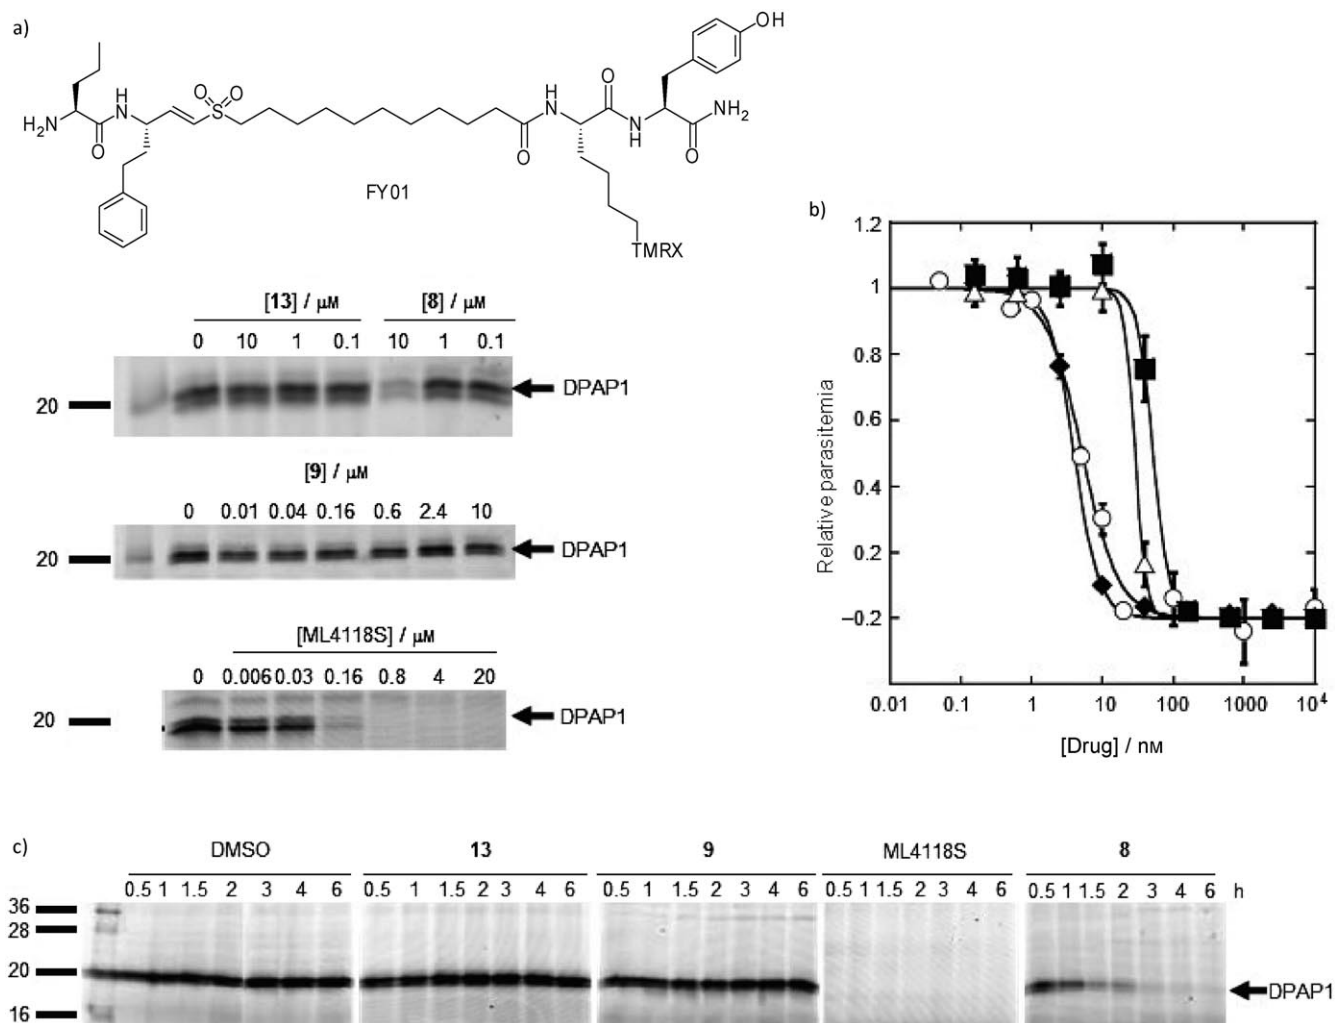 a)
OH
O O
H
S
N
O
H
N
NH2
H2N
O
O
N
H
O
FY01
TMRX
[13] / μM [8] / μM
0 10 1 0.1 10 1 0.1
20 DPAP1
[9] / μM
0 0.01 0.04 0.16 0.6 2.4 10
20 DPAP1
[ML4118S] / μM
0 0.006 0.03 0.16 0.8 4 20
20 DPAP1
b)
1.2
1
0.8
0.6
0.4
0.2
−0.2
Relative parasitemia
0.01 0.1 1 10 100 1000 10⁴
[Drug] / nM
c)
DMSO 13 9 ML4118S 8
0.5 1 1.5 2 3 4 6 0.5 1 1.5 2 3 4 6 0.5 1 1.5 2 3 4 6 0.5 1 1.5 2 3 4 6 0.5 1 1.5 2 3 4 6 h
36
28
20
16
DPAP1